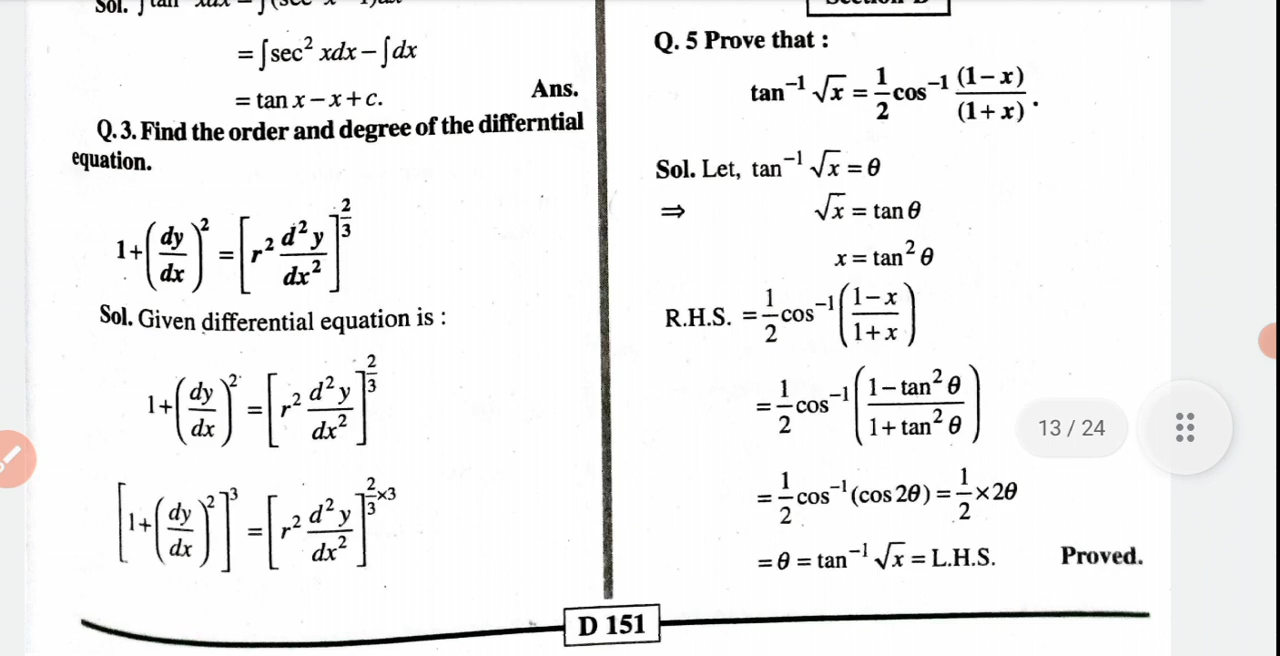 Sol.
= ∫sec² xdx – ∫dx
= tan x – x + c. Ans.
Q. 3. Find the order and degree of the differntial
equation.
1+(dy/dx)² = [r² d²y/dx²]^(2/3)
Sol. Given differential equation is :
1+(dy/dx)² = [r² d²y/dx²]^(2/3)
[1+(dy/dx)²]³ = [r² d²y/dx²]^(2/3×3)
Q. 5 Prove that :
tan⁻¹ √x = 1/2 cos⁻¹ (1–x)/(1+x).
Sol. Let, tan⁻¹ √x = θ
⇒ √x = tan θ
x = tan² θ
R.H.S. = 1/2 cos⁻¹((1–x)/(1+x))
= 1/2 cos⁻¹((1–tan² θ)/(1+tan² θ))
= 1/2 cos⁻¹(cos 2θ) = 1/2 × 2θ
= θ = tan⁻¹ √x = L.H.S. Proved.
13 / 24
D 151